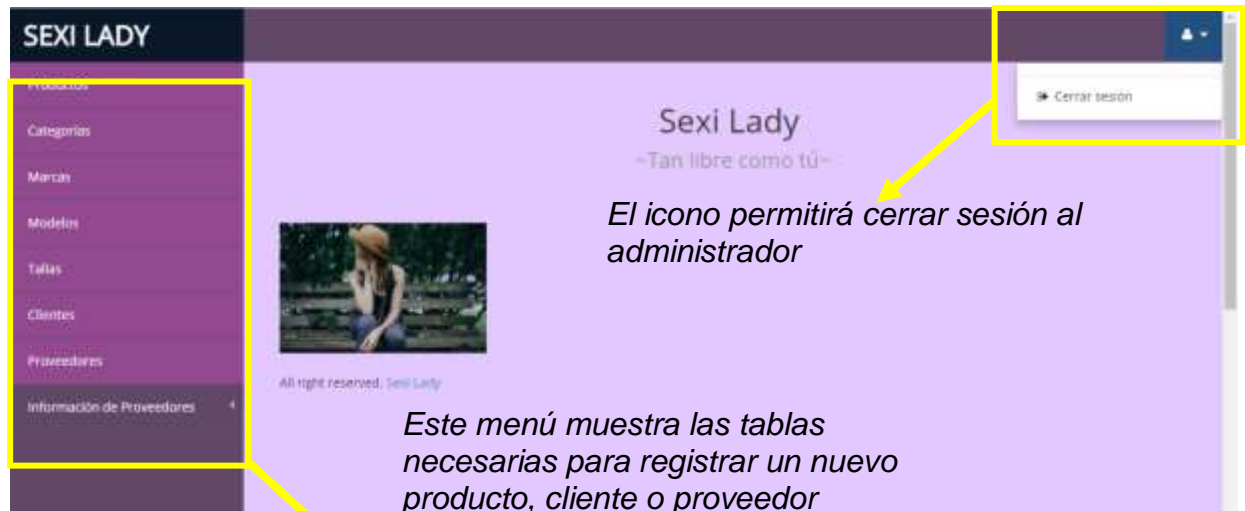 SEXI LADY
Productos
Categorías
Marcas
Modelos
Tallas
Clientes
Proveedores
Información de Proveedores
Cerrar sesión
Sexi Lady
~Tan libre como tú~
El icono permitirá cerrar sesión al
administrador
All right reserved. Sexi Lady
Este menú muestra las tablas
necesarias para registrar un nuevo
producto, cliente o proveedor